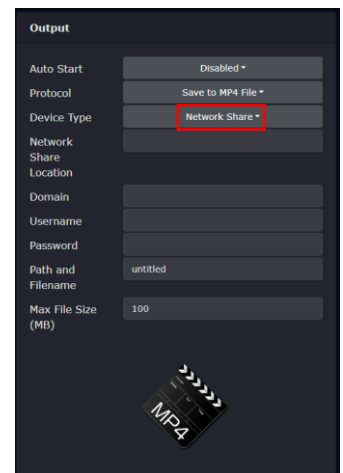 Output
Auto Start
Disabled
Protocol
Save to MP4 File
Device Type
Network Share
Network
Share
Location
Domain
Username
Password
Path and
Filename
untitled
Max File Size
(MB)
100
MP4